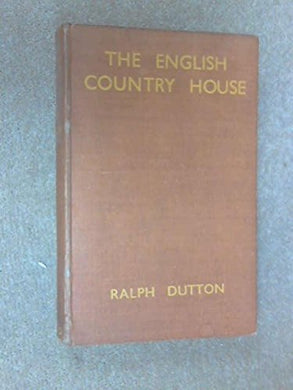 THE ENGLISH
COUNTRY HOUSE
RALPH DUTTON